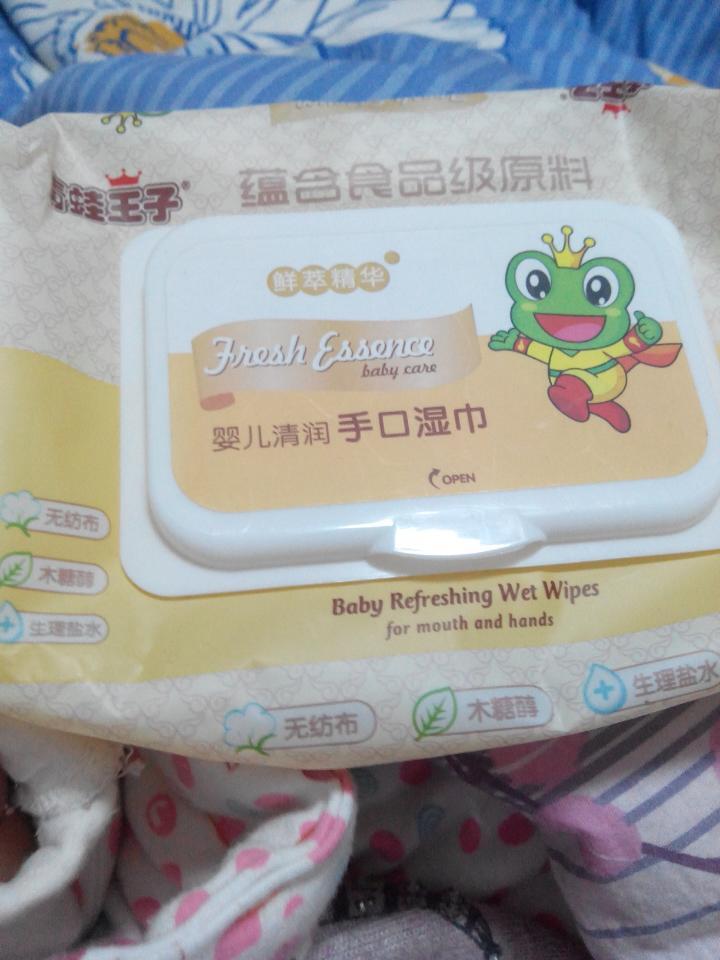 蛙王子®
蕴含食品级原料
鲜萃精华
Fresh Essence
baby care
婴儿清润手口湿巾
OPEN
无纺布
木糖醇
生理盐水
Baby Refreshing Wet Wipes
for mouth and hands
无纺布
木糖醇
生理盐水